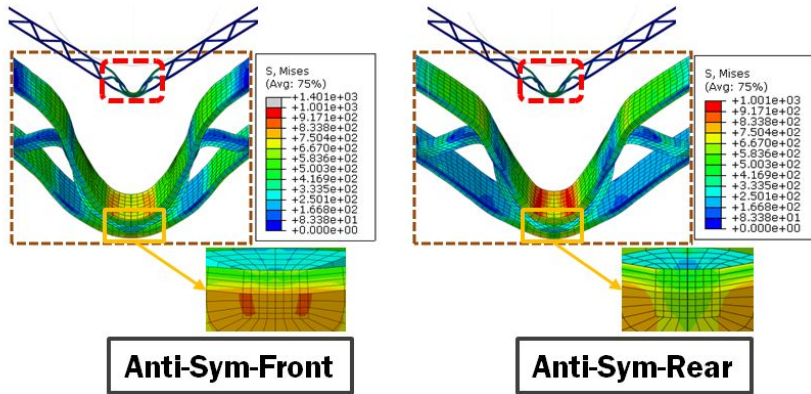 S, Mises
(Avg: 75%)
+1.401e+03
+1.001e+03
+9.171e+02
+8.338e+02
+7.504e+02
+6.670e+02
+5.836e+02
+5.003e+02
+4.169e+02
+3.335e+02
+2.501e+02
+1.668e+02
+8.338e+01
+0.000e+00
S, Mises
(Avg: 75%)
+1.001e+03
+9.171e+02
+8.338e+02
+7.504e+02
+6.670e+02
+5.836e+02
+5.003e+02
+4.169e+02
+3.335e+02
+2.501e+02
+1.668e+02
+8.338e+01
+0.000e+00
Anti-Sym-Front
Anti-Sym-Rear